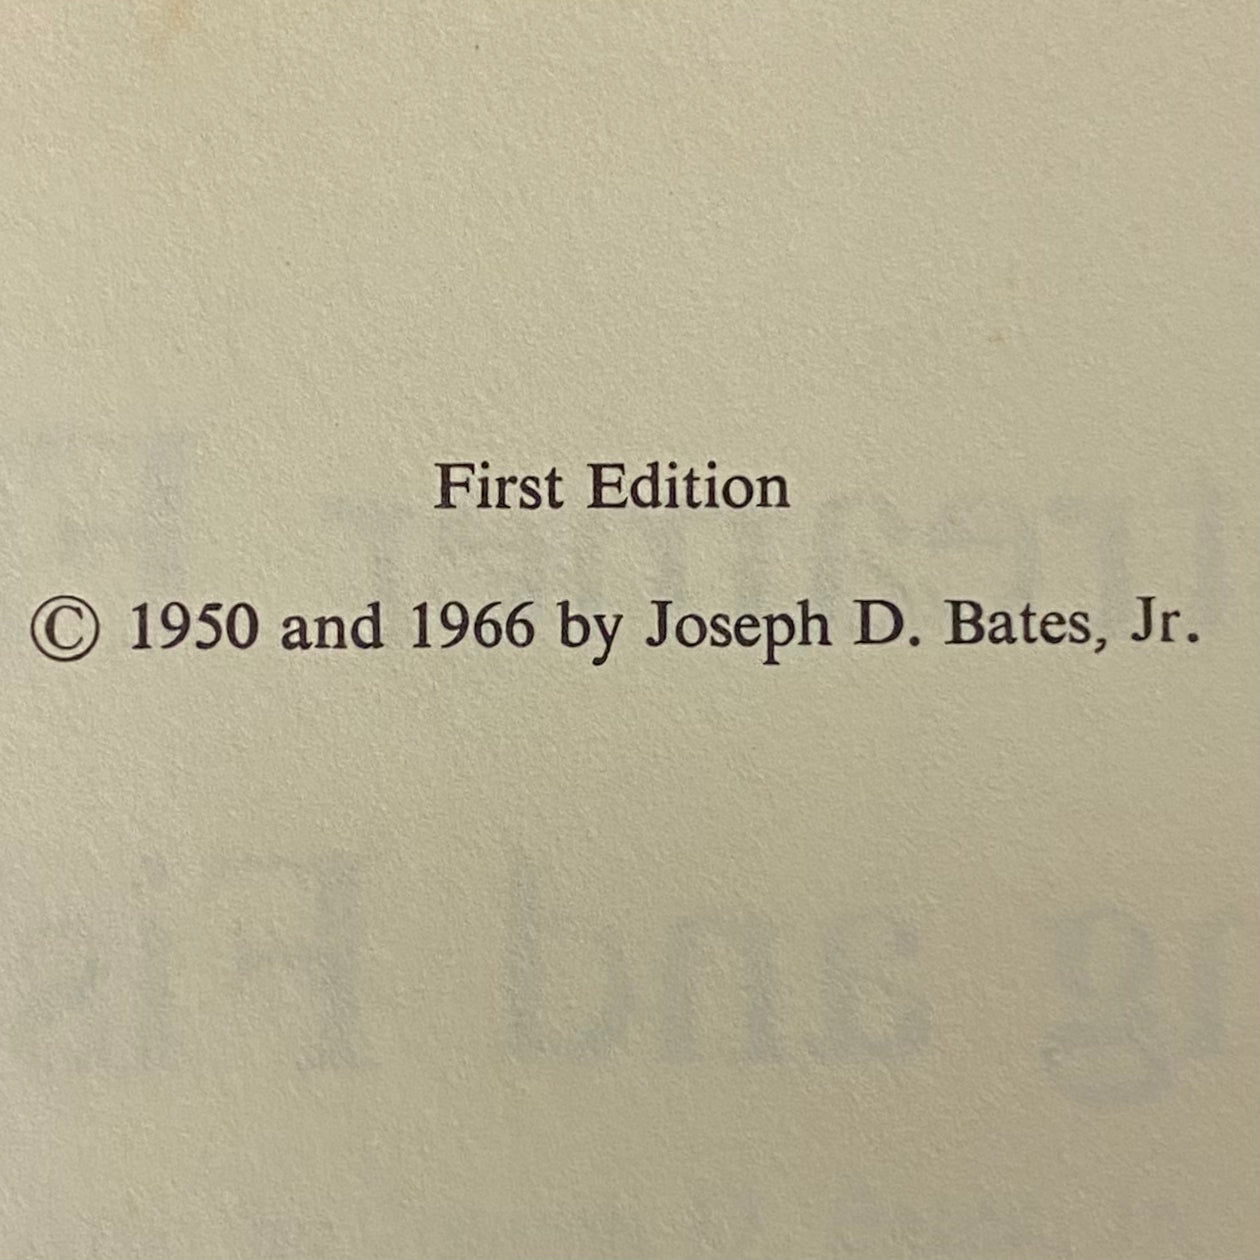 First Edition
© 1950 and 1966 by Joseph D. Bates, Jr.